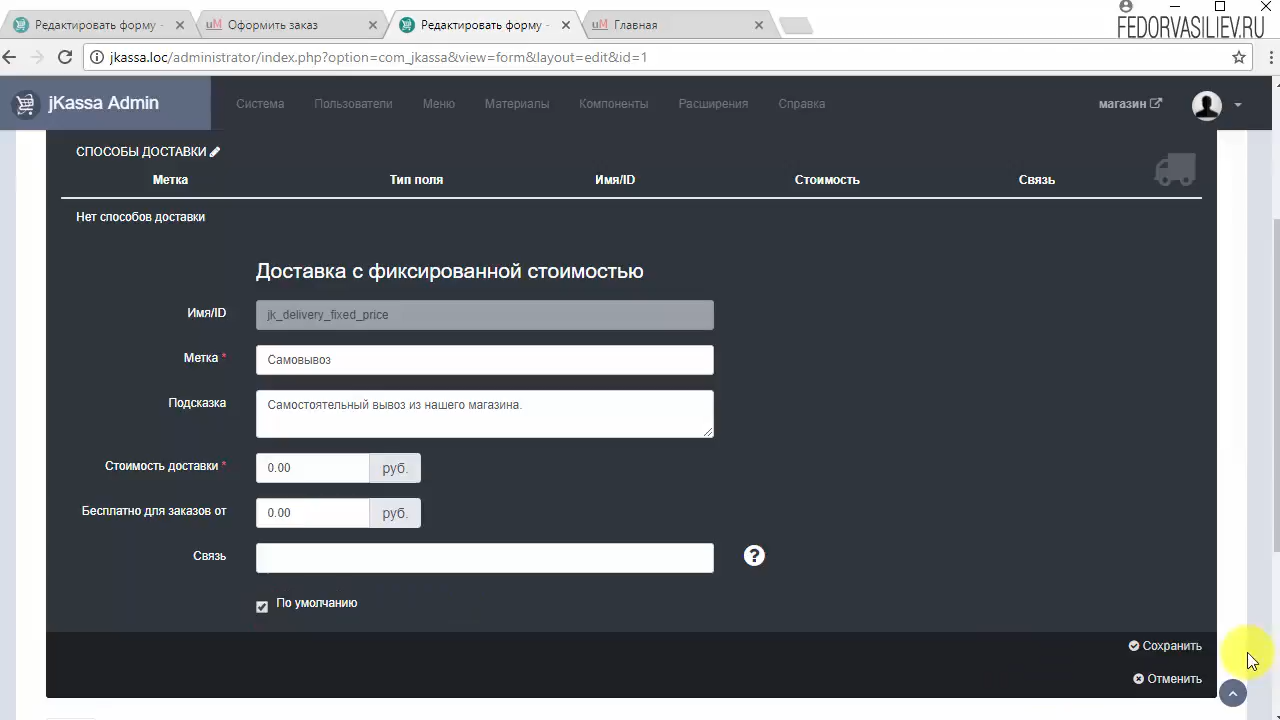 Редактировать форму -
uM Оформить заказ
Редактировать форму -
uM Главная
FEDORVASILIEV.RU
jkassa.loc/administrator/index.php?option=com_jkassa&view=form&layout=edit&id=1
jKassa Admin
Система Пользователи Меню Материалы Компоненты Расширения Справка
магазин
СПОСОБЫ ДОСТАВКИ
Метка Тип поля Имя/ID Стоимость Связь
Нет способов доставки
Доставка с фиксированной стоимостью
Имя/ID jk_delivery_fixed_price
Метка * Самовывоз
Подсказка Самостоятельный вывоз из нашего магазина.
Стоимость доставки * 0.00 руб.
Бесплатно для заказов от 0.00 руб.
Связь ?
По умолчанию
Сохранить
Отменить